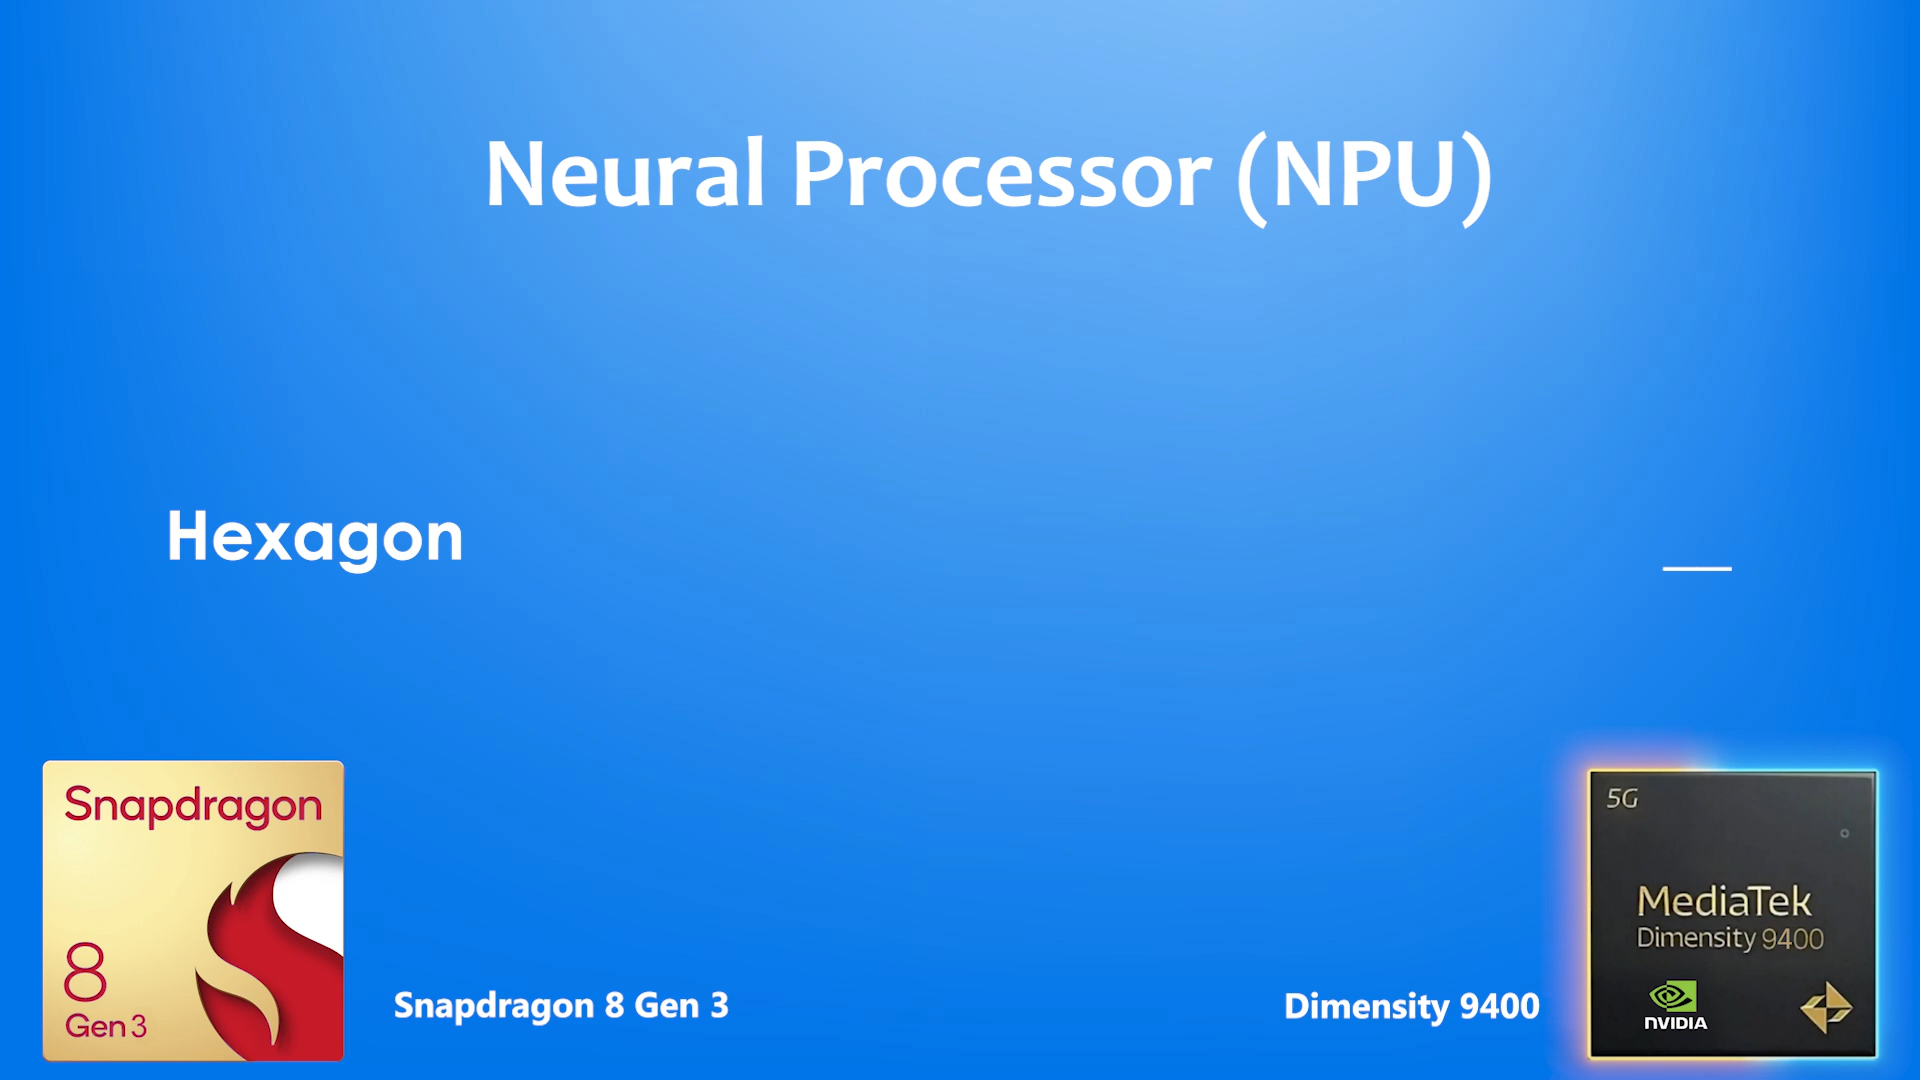 Neural Processor (NPU)
Hexagon
__
Snapdragon
8
Gen 3
Snapdragon 8 Gen 3
Dimensity 9400
5G
MediaTek
Dimensity 9400
NVIDIA